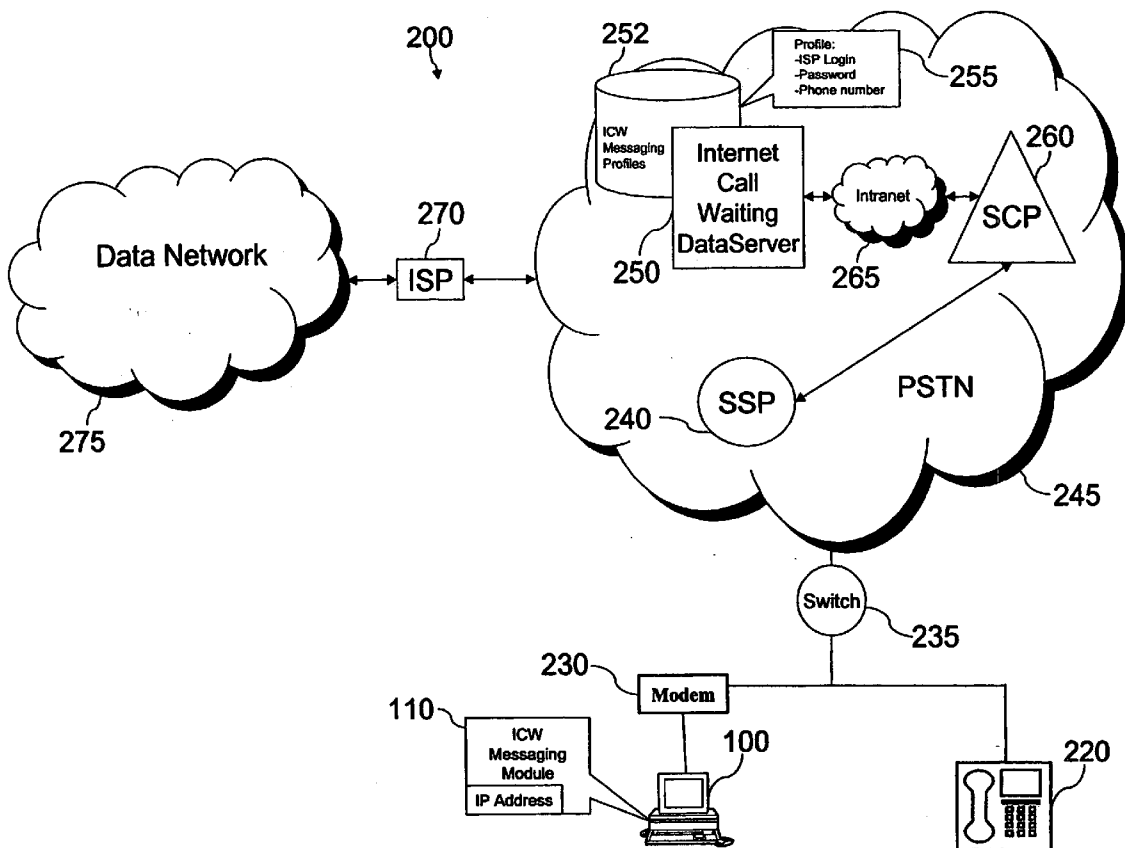 200
252
Profile:
-ISP Login
-Password
-Phone number
255
ICW
Messaging
Profiles
Internet
Call
Waiting
DataServer
250
Intranet
265
260
SCP
Data Network
275
270
ISP
SSP
240
PSTN
245
Switch
235
230
Modem
110
ICW
Messaging
Module
IP Address
100
220